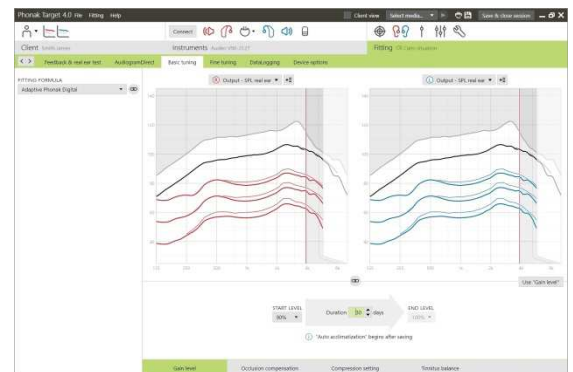 Phonak Target 4.0 File Fitting Help
Client view Select media... Save & close session
Connect
Client Instruments Fitting
Feedback & real ear test AudiogramDirect Basic tuning Fine tuning DataLogging Device options
FITTING FORMULA
Adaptive Phonak Digital
Output - SPL real ear
Output - SPL real ear
Use "Gain level"
START LEVEL
80%
Duration 30 days
END LEVEL
100%
"Auto acclimatization" begins after saving
Gain level Occlusion compensation Compression setting Tinnitus balance